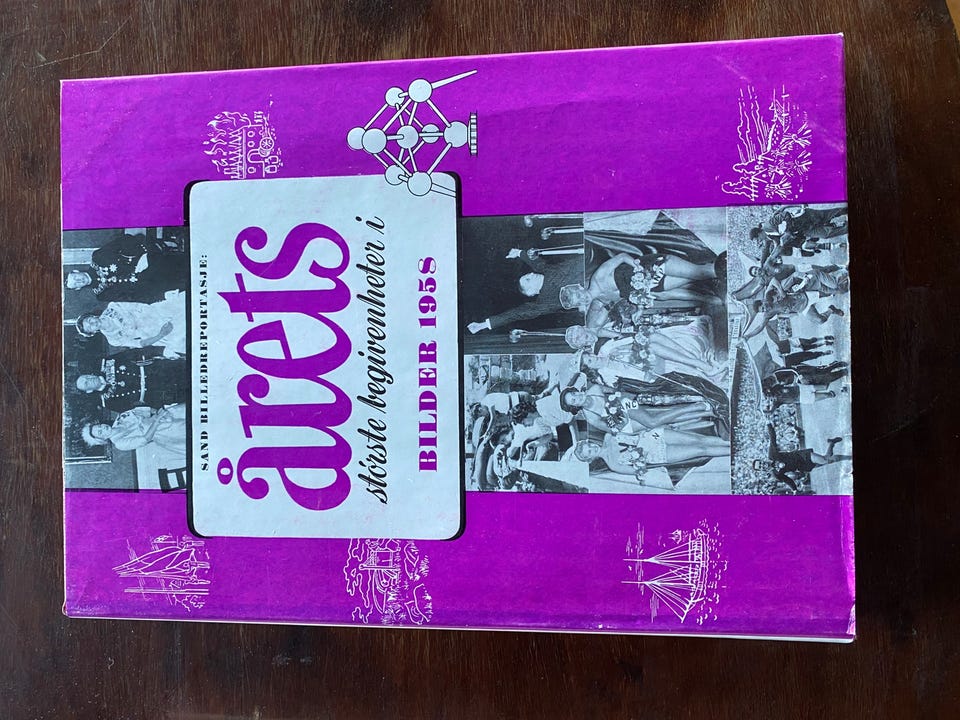 SAND BILLEDREPORTASJE:
årets
største begivenheter i
BILDER 1958